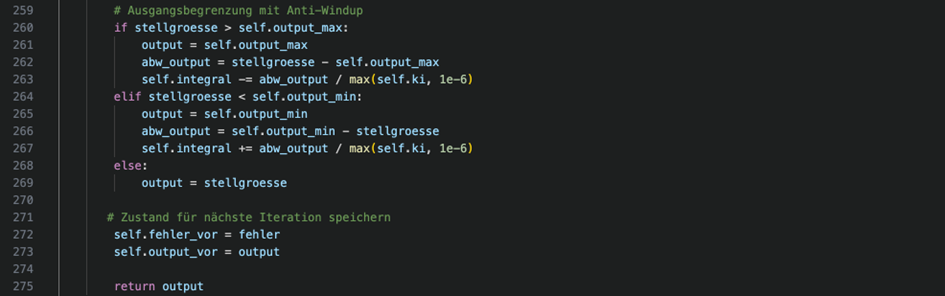 259 # Ausgangsbegrenzung mit Anti-Windup
260 if stellgroesse > self.output_max:
261 output = self.output_max
262 abw_output = stellgroesse - self.output_max
263 self.integral -= abw_output / max(self.ki, 1e-6)
264 elif stellgroesse < self.output_min:
265 output = self.output_min
266 abw_output = self.output_min - stellgroesse
267 self.integral += abw_output / max(self.ki, 1e-6)
268 else:
269 output = stellgroesse
270
271 # Zustand für nächste Iteration speichern
272 self.fehler_vor = fehler
273 self.output_vor = output
274
275 return output